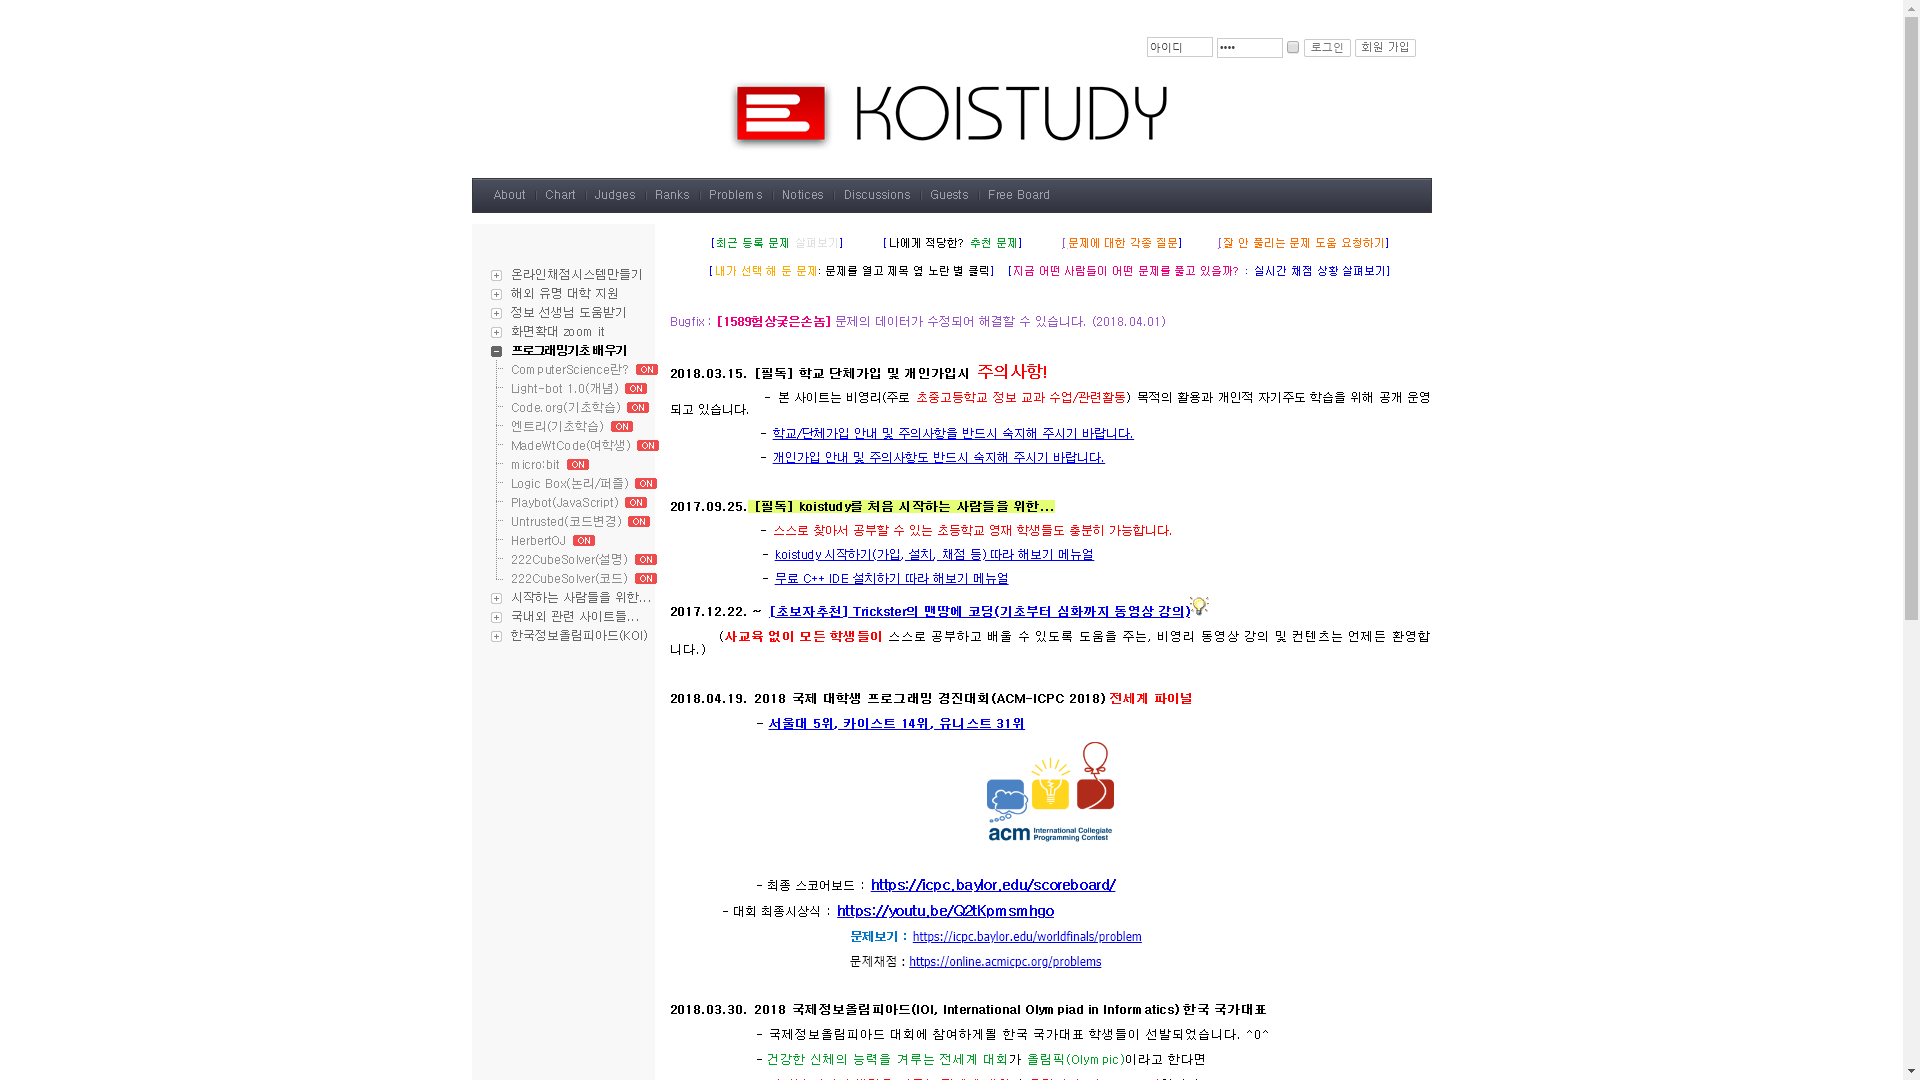 아이디 •••• 로그인 회원 가입
KOISTUDY
About Chart Judges Ranks Problems Notices Discussions Guests Free Board
[최근 등록 문제 살펴보기] [나에게 적당한? 추천 문제] [문제에 대한 각종 질문] [잘 안 풀리는 문제 도움 요청하기]
[내가 선택 해 둔 문제: 문제를 열고 제목 옆 노란 별 클릭] [지금 어떤 사람들이 어떤 문제를 풀고 있을까? : 실시간 채점 상황 살펴보기]
온라인채점시스템만들기
해외 유명 대학 지원
정보 선생님 도움받기
화면확대 zoom it
프로그래밍기초 배우기
ComputerScience란? ON
Light-bot 1.0(개념) ON
Code.org(기초학습) ON
엔트리(기초학습) ON
MadeWtCode(여학생) ON
micro:bit ON
Logic Box(논리/퍼즐) ON
Playbot(JavaScript) ON
Untrusted(코드변경) ON
HerbertOJ ON
222CubeSolver(설명) ON
222CubeSolver(코드) ON
시작하는 사람들을 위한...
국내외 관련 사이트들...
한국정보올림피아드(KOI)
Bugfix : [1589험상궂은손놈] 문제의 데이터가 수정되어 해결할 수 있습니다. (2018.04.01)
2018.03.15. [필독] 학교 단체가입 및 개인가입시 주의사항!
- 본 사이트는 비영리(주로 초중고등학교 정보 교과 수업/관련활동) 목적의 활용과 개인적 자기주도 학습을 위해 공개 운영
되고 있습니다.
- 학교/단체가입 안내 및 주의사항을 반드시 숙지해 주시기 바랍니다.
- 개인가입 안내 및 주의사항도 반드시 숙지해 주시기 바랍니다.
2017.09.25. [필독] koistudy를 처음 시작하는 사람들을 위한...
- 스스로 찾아서 공부할 수 있는 초등학교 영재 학생들도 충분히 가능합니다.
- koistudy 시작하기(가입, 설치, 채점 등) 따라 해보기 메뉴얼
- 무료 C++ IDE 설치하기 따라 해보기 메뉴얼
2017.12.22. ~ [초보자추천] Trickster의 맨땅에 코딩(기초부터 심화까지 동영상 강의)
(사교육 없이 모든 학생들이 스스로 공부하고 배울 수 있도록 도움을 주는, 비영리 동영상 강의 및 컨텐츠는 언제든 환영합
니다.)
2018.04.19. 2018 국제 대학생 프로그래밍 경진대회(ACM-ICPC 2018) 전세계 파이널
- 서울대 5위, 카이스트 14위, 유니스트 31위
acm International Collegiate
Programming Contest
- 최종 스코어보드 : https://icpc.baylor.edu/scoreboard/
- 대회 최종시상식 : https://youtu.be/Q2tKpmsmhgo
문제보기 : https://icpc.baylor.edu/worldfinals/problem
문제채점 : https://online.acmicpc.org/problems
2018.03.30. 2018 국제정보올림피아드(IOI, International Olympiad in Informatics) 한국 국가대표
- 국제정보올림피아드 대회에 참여하게될 한국 국가대표 학생들이 선발되었습니다. ^0^
- 건강한 신체의 능력을 겨루는 전세계 대회가 올림픽(Olympic)이라고 한다면